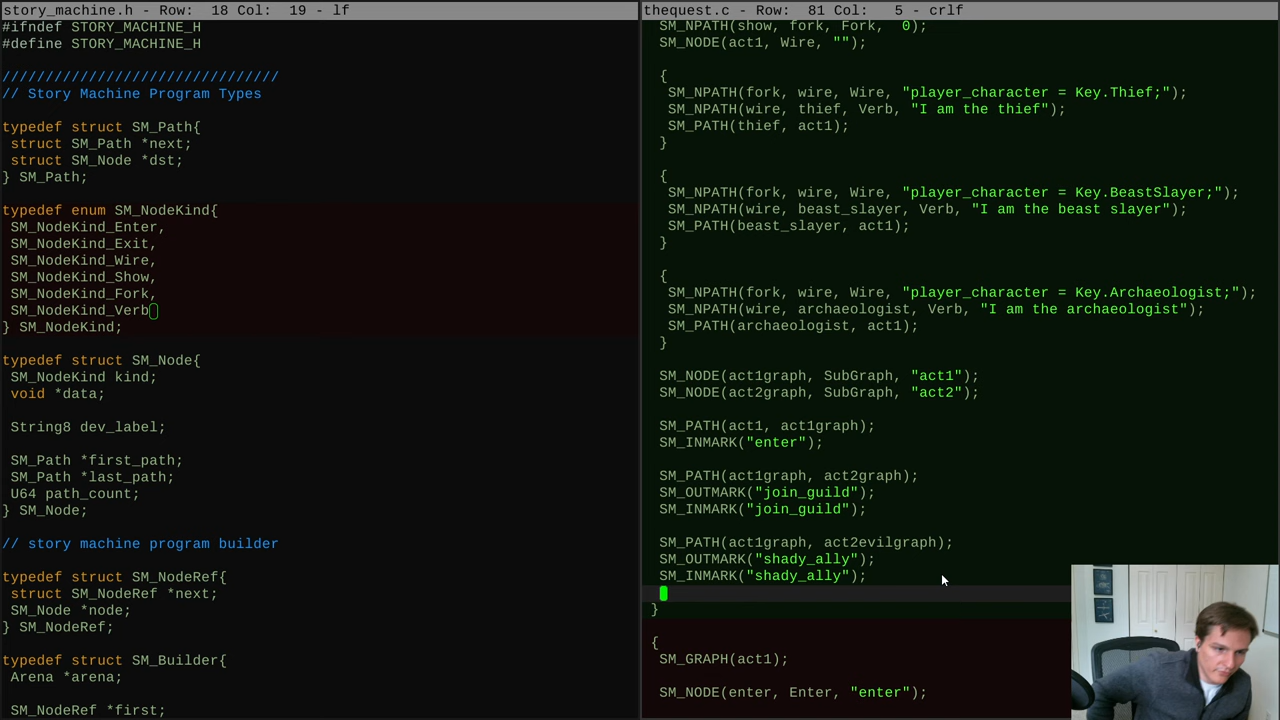 story_machine.h - Row:  18 Col:  19 - lf
#ifndef STORY_MACHINE_H
#define STORY_MACHINE_H
////////////////////////////////
// Story Machine Program Types
typedef struct SM_Path{
 struct SM_Path *next;
 struct SM_Node *dst;
} SM_Path;
typedef enum SM_NodeKind{
 SM_NodeKind_Enter,
 SM_NodeKind_Exit,
 SM_NodeKind_Wire,
 SM_NodeKind_Show,
 SM_NodeKind_Fork,
 SM_NodeKind_Verb
} SM_NodeKind;
typedef struct SM_Node{
 SM_NodeKind kind;
 void *data;
 String8 dev_label;
 SM_Path *first_path;
 SM_Path *last_path;
 U64 path_count;
} SM_Node;
// story machine program builder
typedef struct SM_NodeRef{
 struct SM_NodeRef *next;
 SM_Node *node;
} SM_NodeRef;
typedef struct SM_Builder{
 Arena *arena;
 SM_NodeRef *first;
thequest.c - Row:  81 Col:   5 - crlf
SM_NPATH(show, fork, Fork,  0);
SM_NODE(act1, Wire, "");
{
 SM_NPATH(fork, wire, Wire, "player_character = Key.Thief;");
 SM_NPATH(wire, thief, Verb, "I am the thief");
 SM_PATH(thief, act1);
}
{
 SM_NPATH(fork, wire, Wire, "player_character = Key.BeastSlayer;");
 SM_NPATH(wire, beast_slayer, Verb, "I am the beast slayer");
 SM_PATH(beast_slayer, act1);
}
{
 SM_NPATH(fork, wire, Wire, "player_character = Key.Archaeologist;");
 SM_NPATH(wire, archaeologist, Verb, "I am the archaeologist");
 SM_PATH(archaeologist, act1);
}
SM_NODE(act1graph, SubGraph, "act1");
SM_NODE(act2graph, SubGraph, "act2");
SM_PATH(act1, act1graph);
SM_INMARK("enter");
SM_PATH(act1graph, act2graph);
SM_OUTMARK("join_guild");
SM_INMARK("join_guild");
SM_PATH(act1graph, act2evilgraph);
SM_OUTMARK("shady_ally");
SM_INMARK("shady_ally");
}
{
 SM_GRAPH(act1);
 SM_NODE(enter, Enter, "enter");